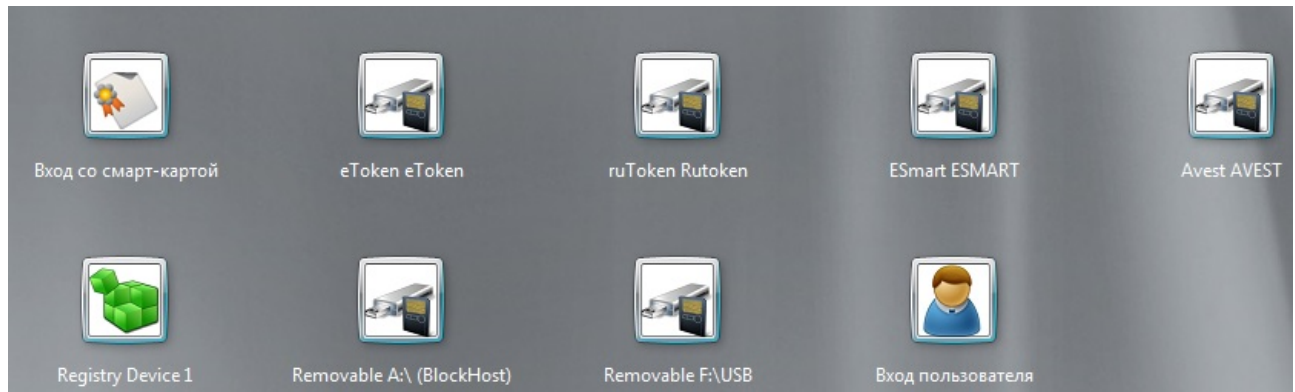 Вход со смарт-картой
eToken eToken
ruToken Rutoken
ESmart ESMART
Avest AVEST
Registry Device 1
Removable A:\ (BlockHost)
Removable F:\USB
Вход пользователя